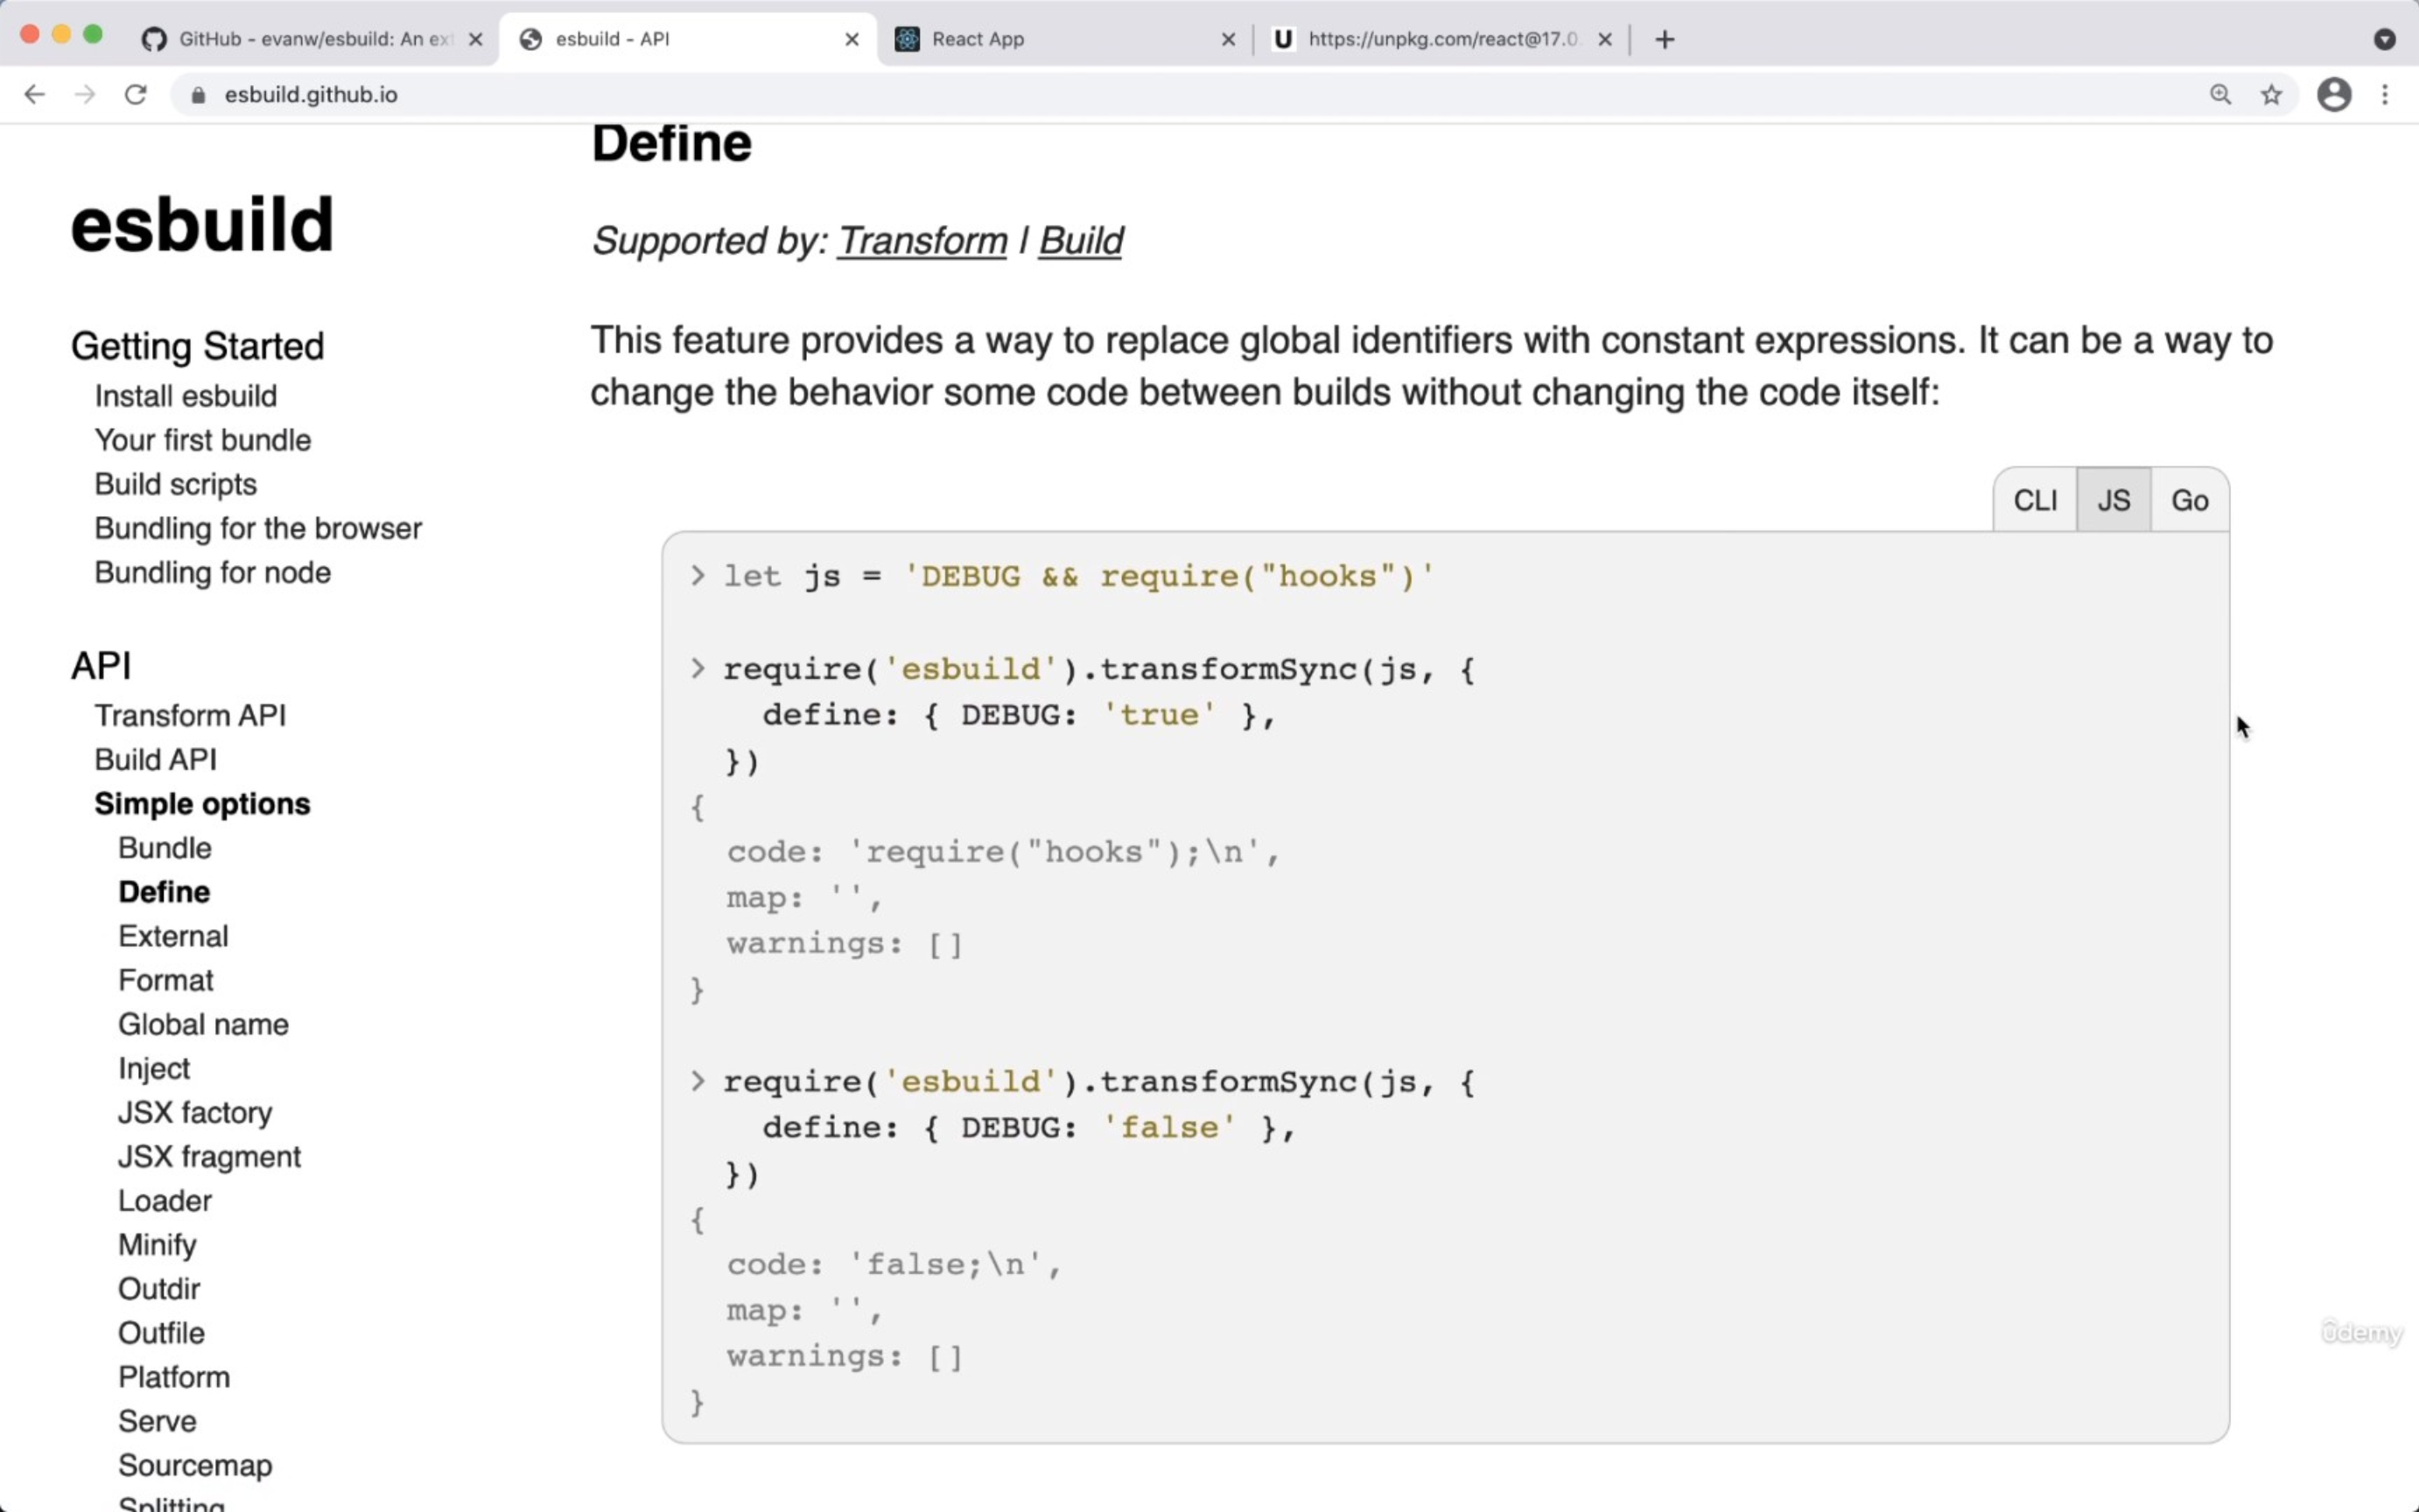 GitHub - evanw/esbuild: An ext
esbuild - API
React App
U https://unpkg.com/react@17.0.
esbuild.github.io
esbuild
Getting Started
Install esbuild
Your first bundle
Build scripts
Bundling for the browser
Bundling for node
API
Transform API
Build API
Simple options
Bundle
Define
External
Format
Global name
Inject
JSX factory
JSX fragment
Loader
Minify
Outdir
Outfile
Platform
Serve
Sourcemap
Splitting
Define
Supported by: Transform | Build
This feature provides a way to replace global identifiers with constant expressions. It can be a way to
change the behavior some code between builds without changing the code itself:
CLI JS Go
> let js = 'DEBUG && require("hooks")'
> require('esbuild').transformSync(js, {
define: { DEBUG: 'true' },
})
{
code: 'require("hooks");\n',
map: '',
warnings: []
}
> require('esbuild').transformSync(js, {
define: { DEBUG: 'false' },
})
{
code: 'false;\n',
map: '',
warnings: []
}
ûdemy